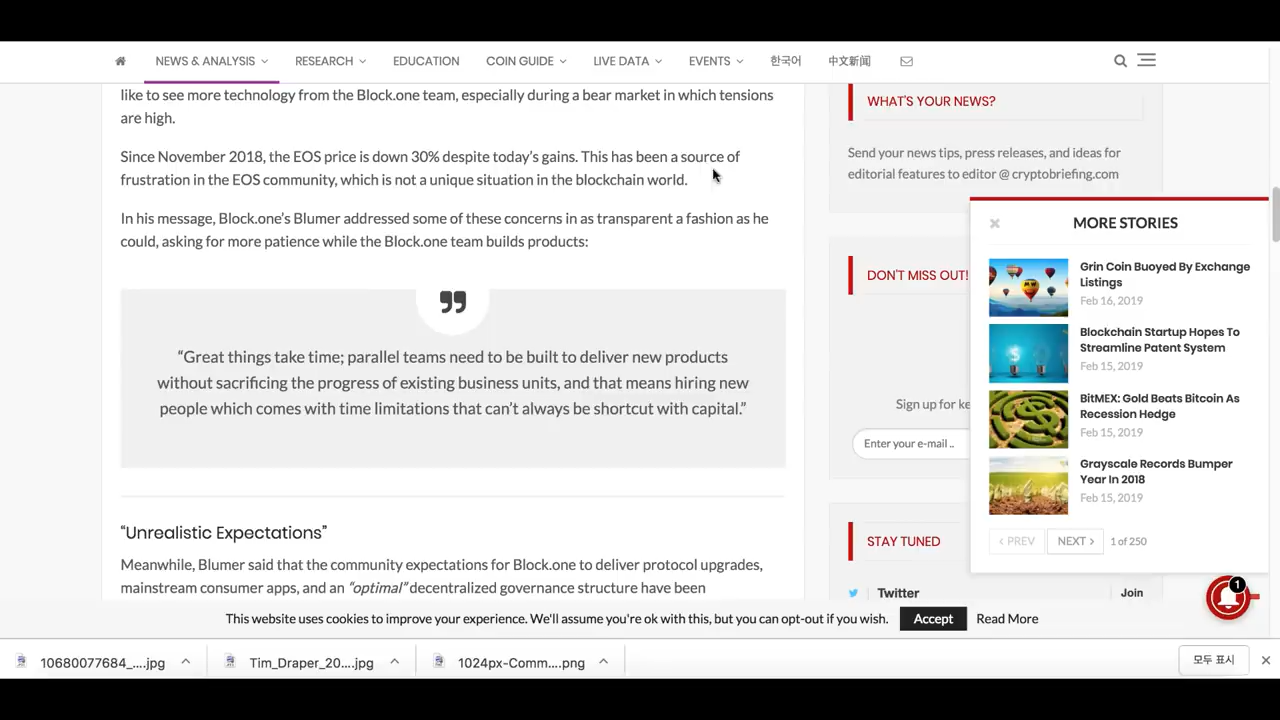 NEWS & ANALYSIS
RESEARCH
EDUCATION
COIN GUIDE
LIVE DATA
EVENTS
한국어
中文新闻
like to see more technology from the Block.one team, especially during a bear market in which tensions
are high.
Since November 2018, the EOS price is down 30% despite today's gains. This has been a source of
frustration in the EOS community, which is not a unique situation in the blockchain world.
In his message, Block.one's Blumer addressed some of these concerns in as transparent a fashion as he
could, asking for more patience while the Block.one team builds products:
“Great things take time; parallel teams need to be built to deliver new products
without sacrificing the progress of existing business units, and that means hiring new
people which comes with time limitations that can't always be shortcut with capital.”
“Unrealistic Expectations”
Meanwhile, Blumer said that the community expectations for Block.one to deliver protocol upgrades,
mainstream consumer apps, and an “optimal” decentralized governance structure have been
WHAT'S YOUR NEWS?
Send your news tips, press releases, and ideas for
editorial features to editor @ cryptobriefing.com
DON'T MISS OUT!
Sign up for ke
Enter your e-mail ..
STAY TUNED
Twitter
Join
MORE STORIES
Grin Coin Buoyed By Exchange
Listings
Feb 16, 2019
Blockchain Startup Hopes To
Streamline Patent System
Feb 15, 2019
BitMEX: Gold Beats Bitcoin As
Recession Hedge
Feb 15, 2019
Grayscale Records Bumper
Year In 2018
Feb 15, 2019
< PREV
NEXT >
1 of 250
1
This website uses cookies to improve your experience. We'll assume you're ok with this, but you can opt-out if you wish.
Accept
Read More
10680077684_....jpg
Tim_Draper_20....jpg
1024px-Comm....png
모두 표시